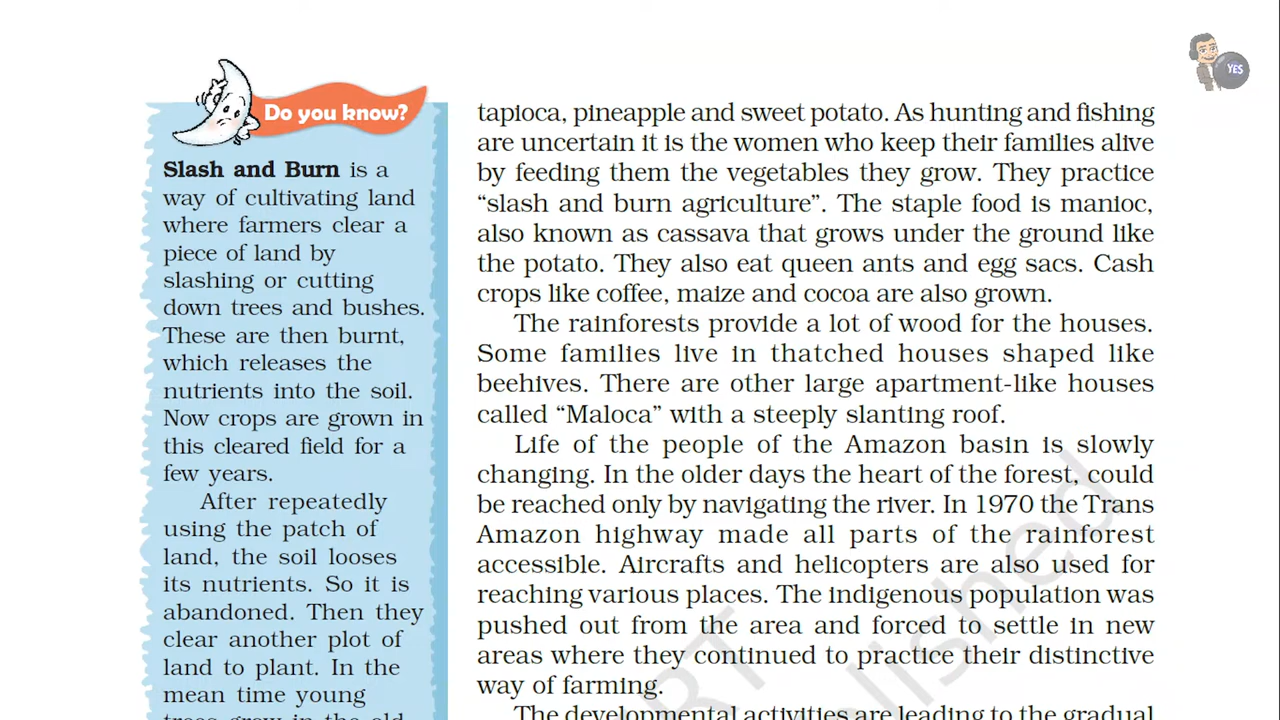 YES
Do you know?
Slash and Burn is a
way of cultivating land
where farmers clear a
piece of land by
slashing or cutting
down trees and bushes.
These are then burnt,
which releases the
nutrients into the soil.
Now crops are grown in
this cleared field for a
few years.
After repeatedly
using the patch of
land, the soil looses
its nutrients. So it is
abandoned. Then they
clear another plot of
land to plant. In the
mean time young
trees grow in the old
tapioca, pineapple and sweet potato. As hunting and fishing
are uncertain it is the women who keep their families alive
by feeding them the vegetables they grow. They practice
“slash and burn agriculture”. The staple food is manioc,
also known as cassava that grows under the ground like
the potato. They also eat queen ants and egg sacs. Cash
crops like coffee, maize and cocoa are also grown.
The rainforests provide a lot of wood for the houses.
Some families live in thatched houses shaped like
beehives. There are other large apartment-like houses
called “Maloca” with a steeply slanting roof.
Life of the people of the Amazon basin is slowly
changing. In the older days the heart of the forest, could
be reached only by navigating the river. In 1970 the Trans
Amazon highway made all parts of the rainforest
accessible. Aircrafts and helicopters are also used for
reaching various places. The indigenous population was
pushed out from the area and forced to settle in new
areas where they continued to practice their distinctive
way of farming.
The developmental activities are leading to the gradual